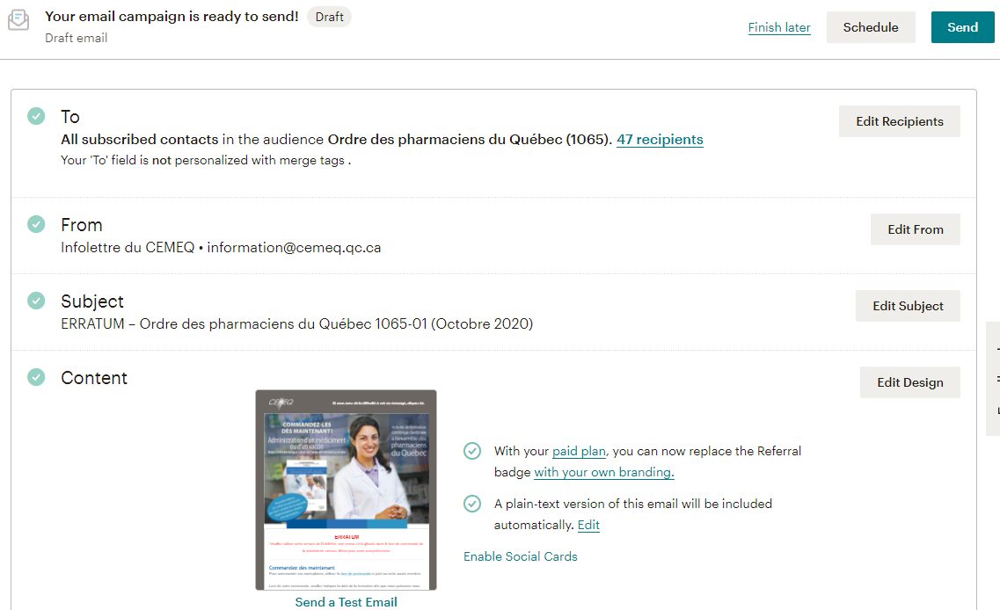 Your email campaign is ready to send! Draft
Draft email
Finish later
Schedule
Send
To
All subscribed contacts in the audience Ordre des pharmaciens du Québec (1065). 47 recipients
Your 'To' field is not personalized with merge tags .
Edit Recipients
From
Infolettre du CEMEQ • information@cemeq.qc.ca
Edit From
Subject
ERRATUM – Ordre des pharmaciens du Québec 1065-01 (Octobre 2020)
Edit Subject
Content
Edit Design
CEMEQ
COMMANDEZ-LES
DÈS MAINTENANT!
Administration d'un médicament
ou d'un vaccin
pharmaciens
du Québec
ERRATUM
Commandez dès maintenant
With your paid plan, you can now replace the Referral
badge with your own branding.
A plain-text version of this email will be included
automatically. Edit
Enable Social Cards
Send a Test Email